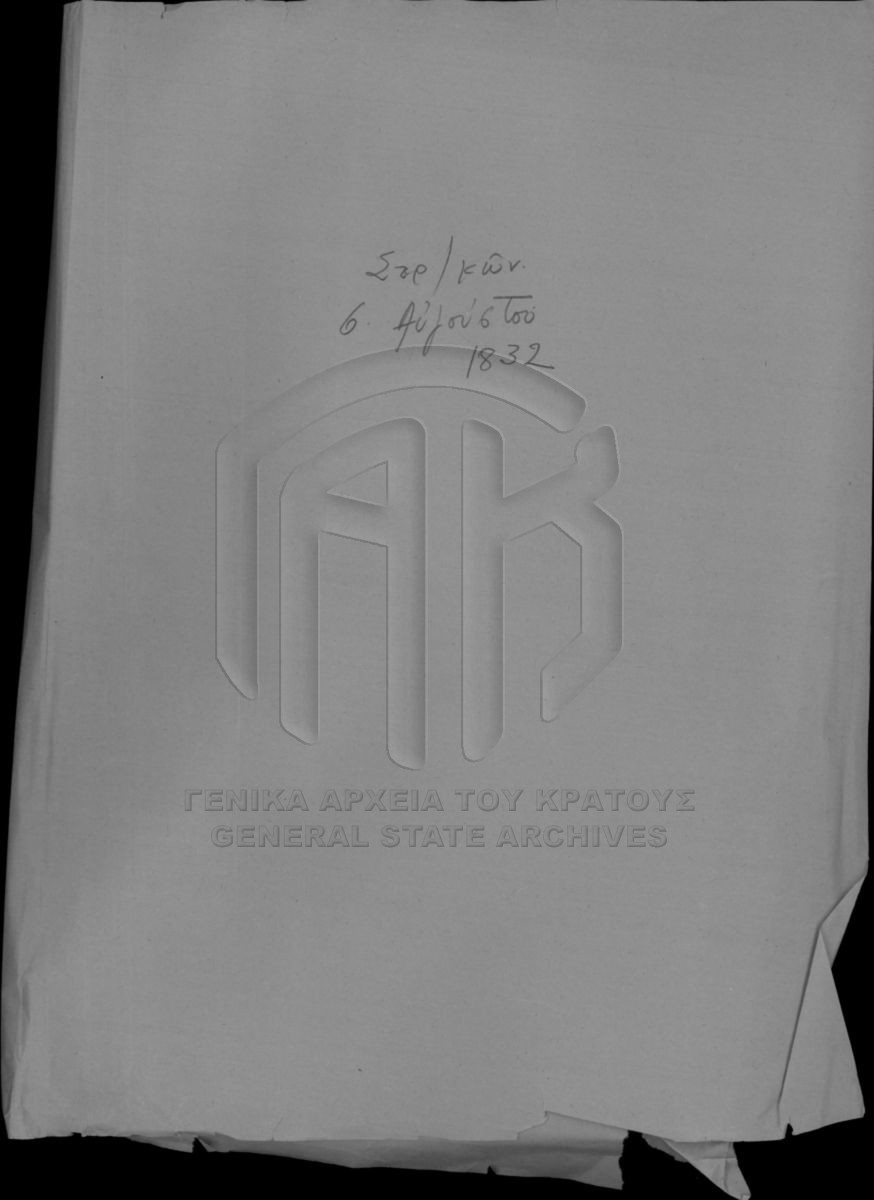 Στρ/κῶν.
6. Αὐγούστου
1832
ΓΕΝΙΚΑ ΑΡΧΕΙΑ ΤΟΥ ΚΡΑΤΟΥΣ
GENERAL STATE ARCHIVES